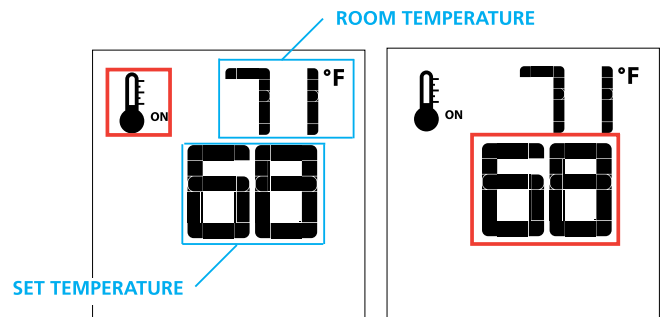 ROOM TEMPERATURE
71 °F
ON
68
SET TEMPERATURE
71 °F
ON
68